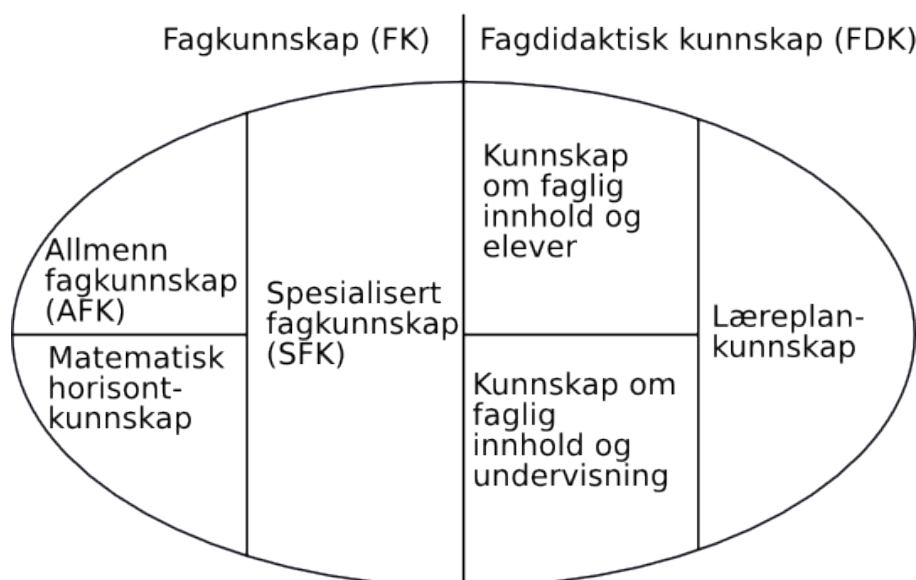 Fagkunnskap (FK)
Fagdidaktisk kunnskap (FDK)
Allmenn
fagkunnskap
(AFK)
Matematisk
horisont-
kunnskap
Spesialisert
fagkunnskap
(SFK)
Kunnskap
om faglig
innhold og
elever
Kunnskap om
faglig
innhold og
undervisning
Læreplan-
kunnskap